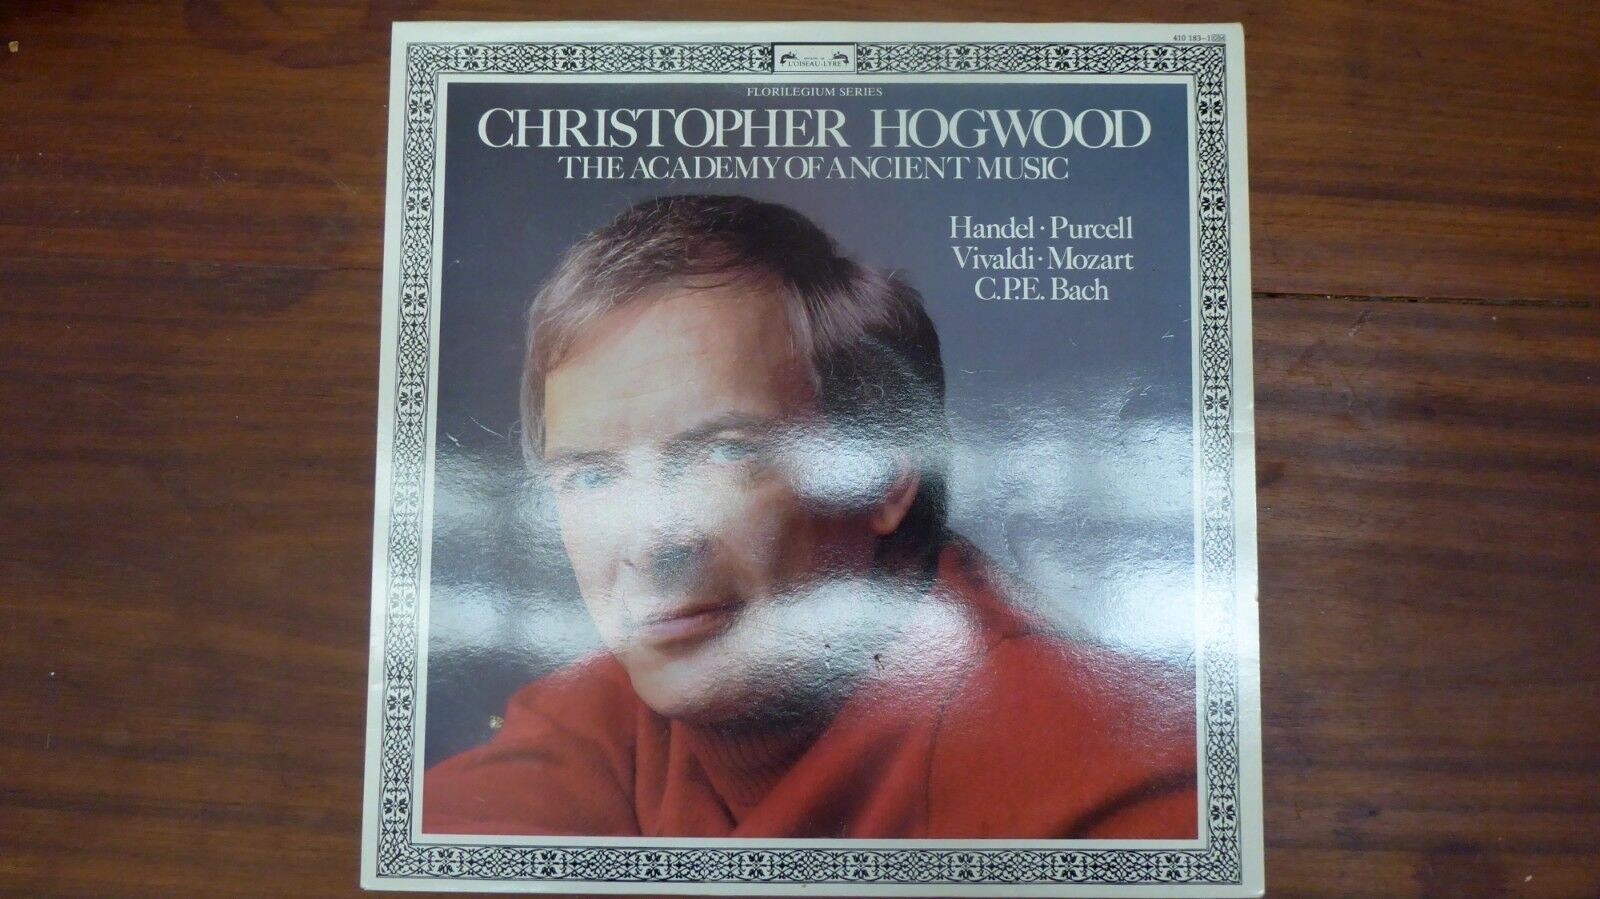 410 183-1
L'OISEAU-LYRE
FLORILEGIUM SERIES
CHRISTOPHER HOGWOOD
THE ACADEMY OF ANCIENT MUSIC
Handel · Purcell
Vivaldi · Mozart
C.P.E. Bach